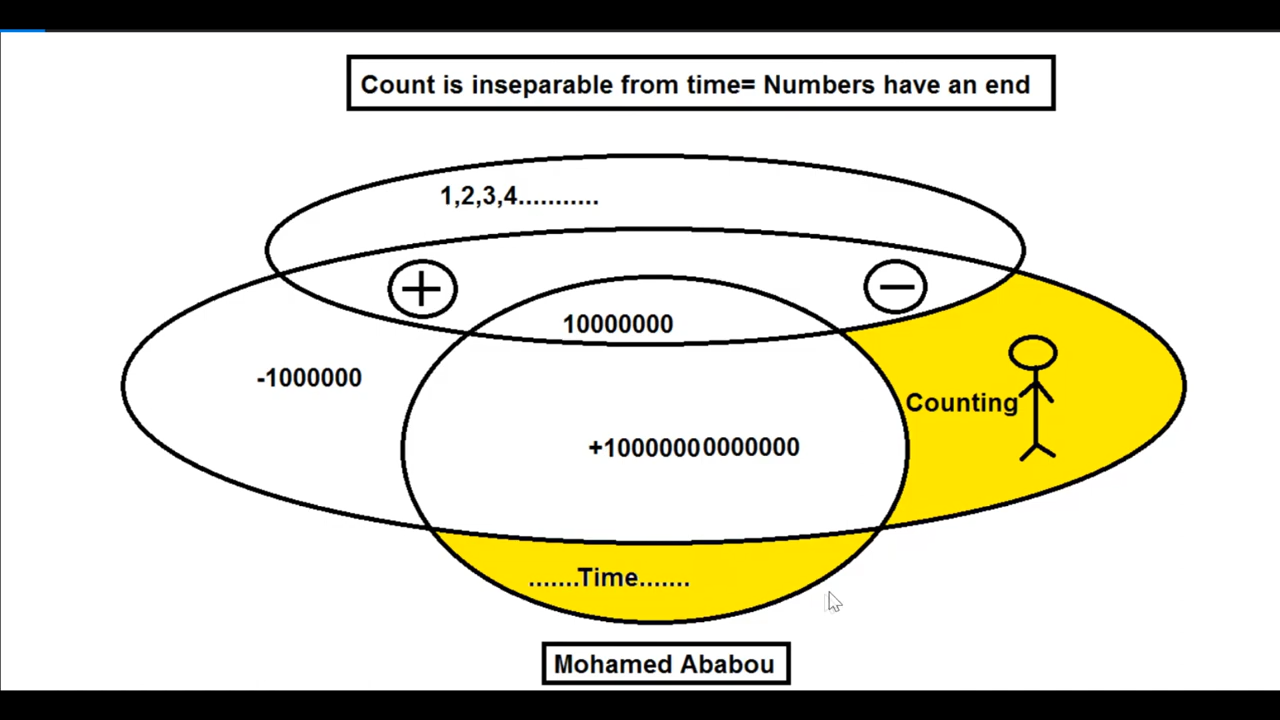 Count is inseparable from time= Numbers have an end
1,2,3,4...........
+
−
10000000
-1000000
Counting
+10000000000000
.......Time.......
Mohamed Ababou